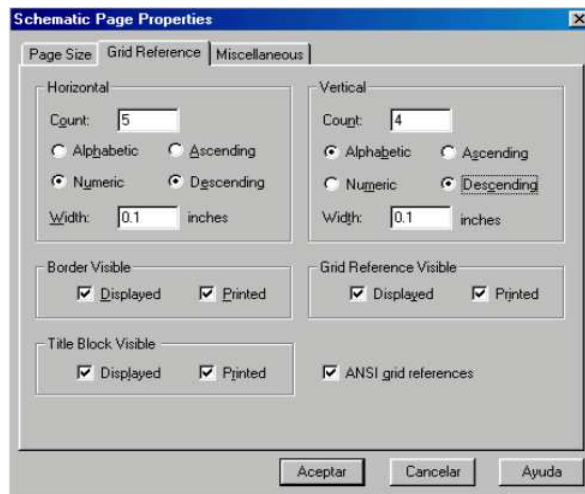 Schematic Page Properties
Page Size Grid Reference Miscellaneous
Horizontal
Count: 5
Alphabetic Ascending
Numeric Descending
Width: 0.1 inches
Vertical
Count: 4
Alphabetic Ascending
Numeric Descending
Width: 0.1 inches
Border Visible
Displayed Printed
Grid Reference Visible
Displayed Printed
Title Block Visible
Displayed Printed
ANSI grid references
Aceptar Cancelar Ayuda